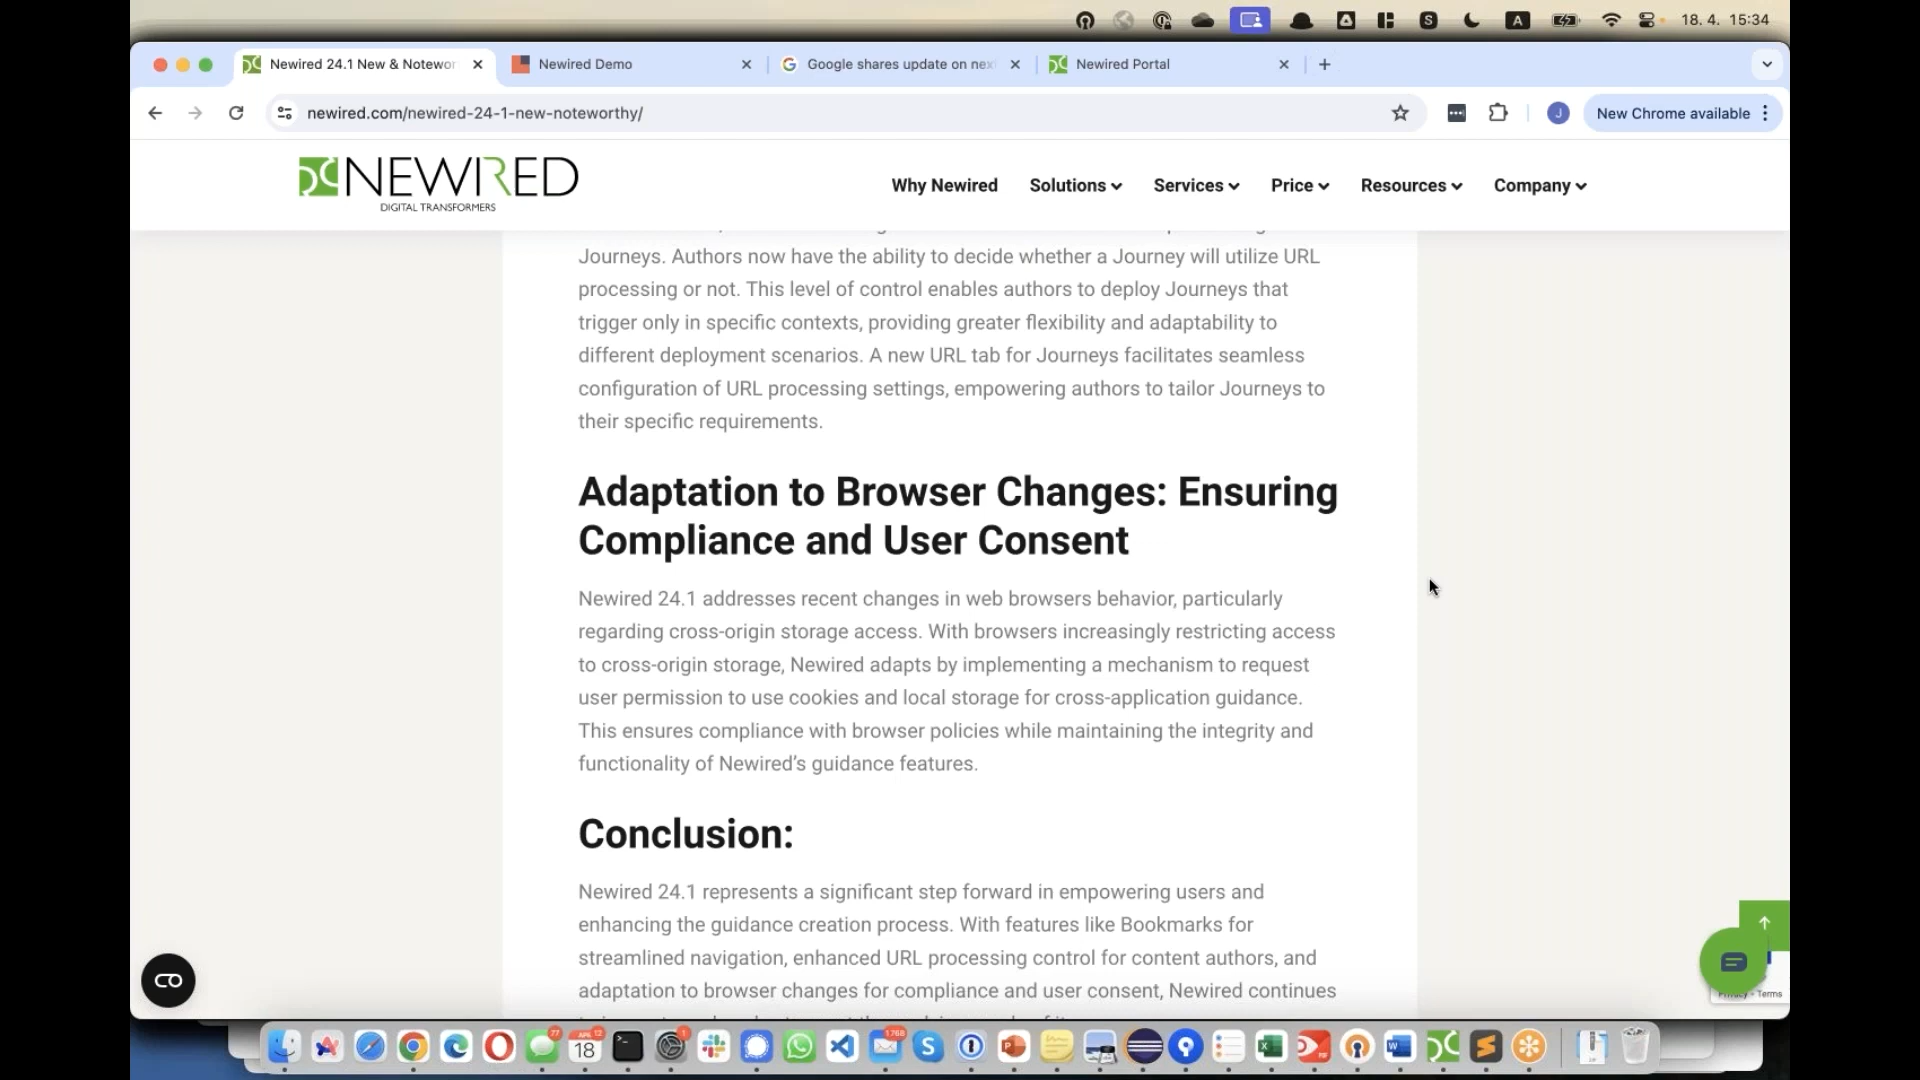 18. 4. 15:34
Newired 24.1 New & Notewor
Newired Demo
Google shares update on nex
Newired Portal
newired.com/newired-24-1-new-noteworthy/
J
New Chrome available
NEWIRED
DIGITAL TRANSFORMERS
Why Newired
Solutions
Services
Price
Resources
Company
Journeys. Authors now have the ability to decide whether a Journey will utilize URL
processing or not. This level of control enables authors to deploy Journeys that
trigger only in specific contexts, providing greater flexibility and adaptability to
different deployment scenarios. A new URL tab for Journeys facilitates seamless
configuration of URL processing settings, empowering authors to tailor Journeys to
their specific requirements.
Adaptation to Browser Changes: Ensuring
Compliance and User Consent
Newired 24.1 addresses recent changes in web browsers behavior, particularly
regarding cross-origin storage access. With browsers increasingly restricting access
to cross-origin storage, Newired adapts by implementing a mechanism to request
user permission to use cookies and local storage for cross-application guidance.
This ensures compliance with browser policies while maintaining the integrity and
functionality of Newired’s guidance features.
Conclusion:
Newired 24.1 represents a significant step forward in empowering users and
enhancing the guidance creation process. With features like Bookmarks for
streamlined navigation, enhanced URL processing control for content authors, and
adaptation to browser changes for compliance and user consent, Newired continues
Privacy - Terms
77
18
1
1768